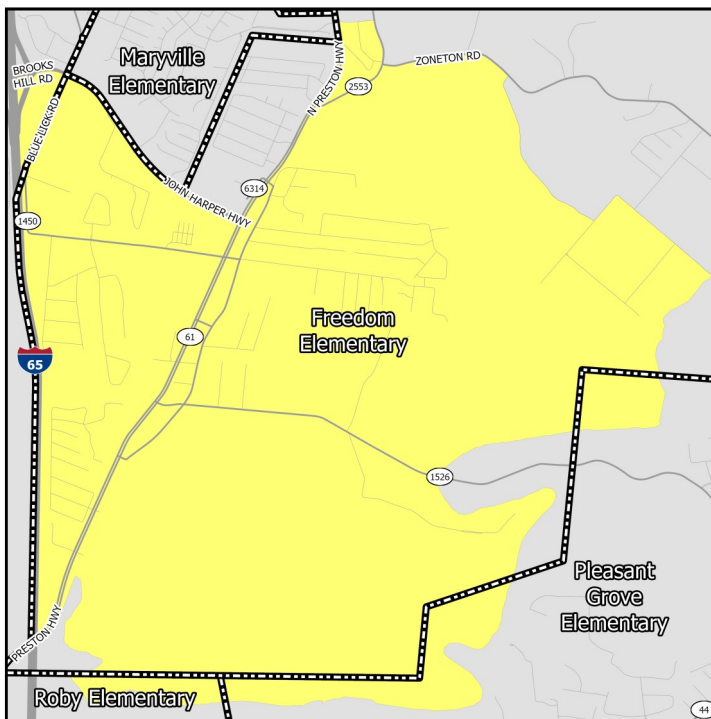 Maryville
Elementary
BROOKS
HILL RD
BLUE LICK RD
N PRESTON HWY
ZONETON RD
2553
6314
JOHN HARPER HWY
1450
61
Freedom
Elementary
65
1526
Pleasant
Grove
Elementary
PRESTON HWY
Roby Elementary
44